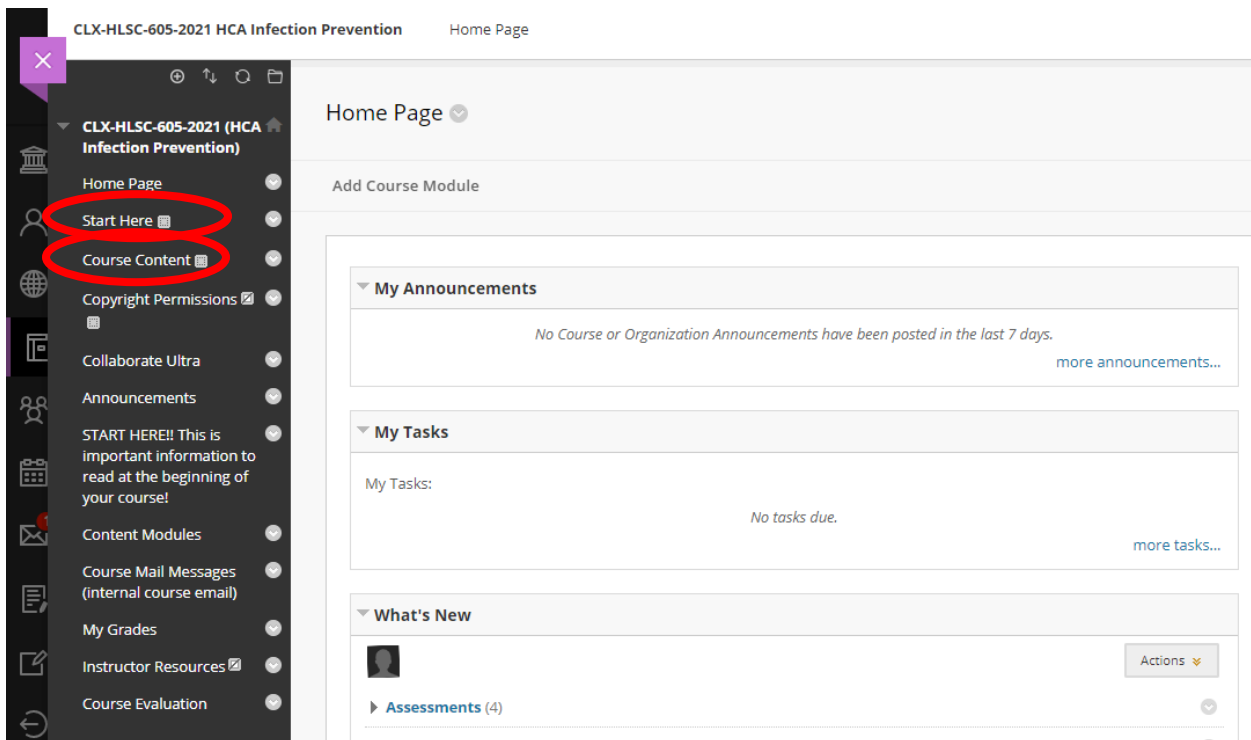 CLX-HLSC-605-2021 HCA Infection Prevention Home Page
CLX-HLSC-605-2021 (HCA
Infection Prevention)
Home Page
Start Here
Course Content
Copyright Permissions
Collaborate Ultra
Announcements
START HERE!! This is
important information to
read at the beginning of
your course!
Content Modules
Course Mail Messages
(internal course email)
My Grades
Instructor Resources
Course Evaluation
Home Page
Add Course Module
My Announcements
No Course or Organization Announcements have been posted in the last 7 days.
more announcements...
My Tasks
My Tasks:
No tasks due.
more tasks...
What's New
Actions
Assessments (4)